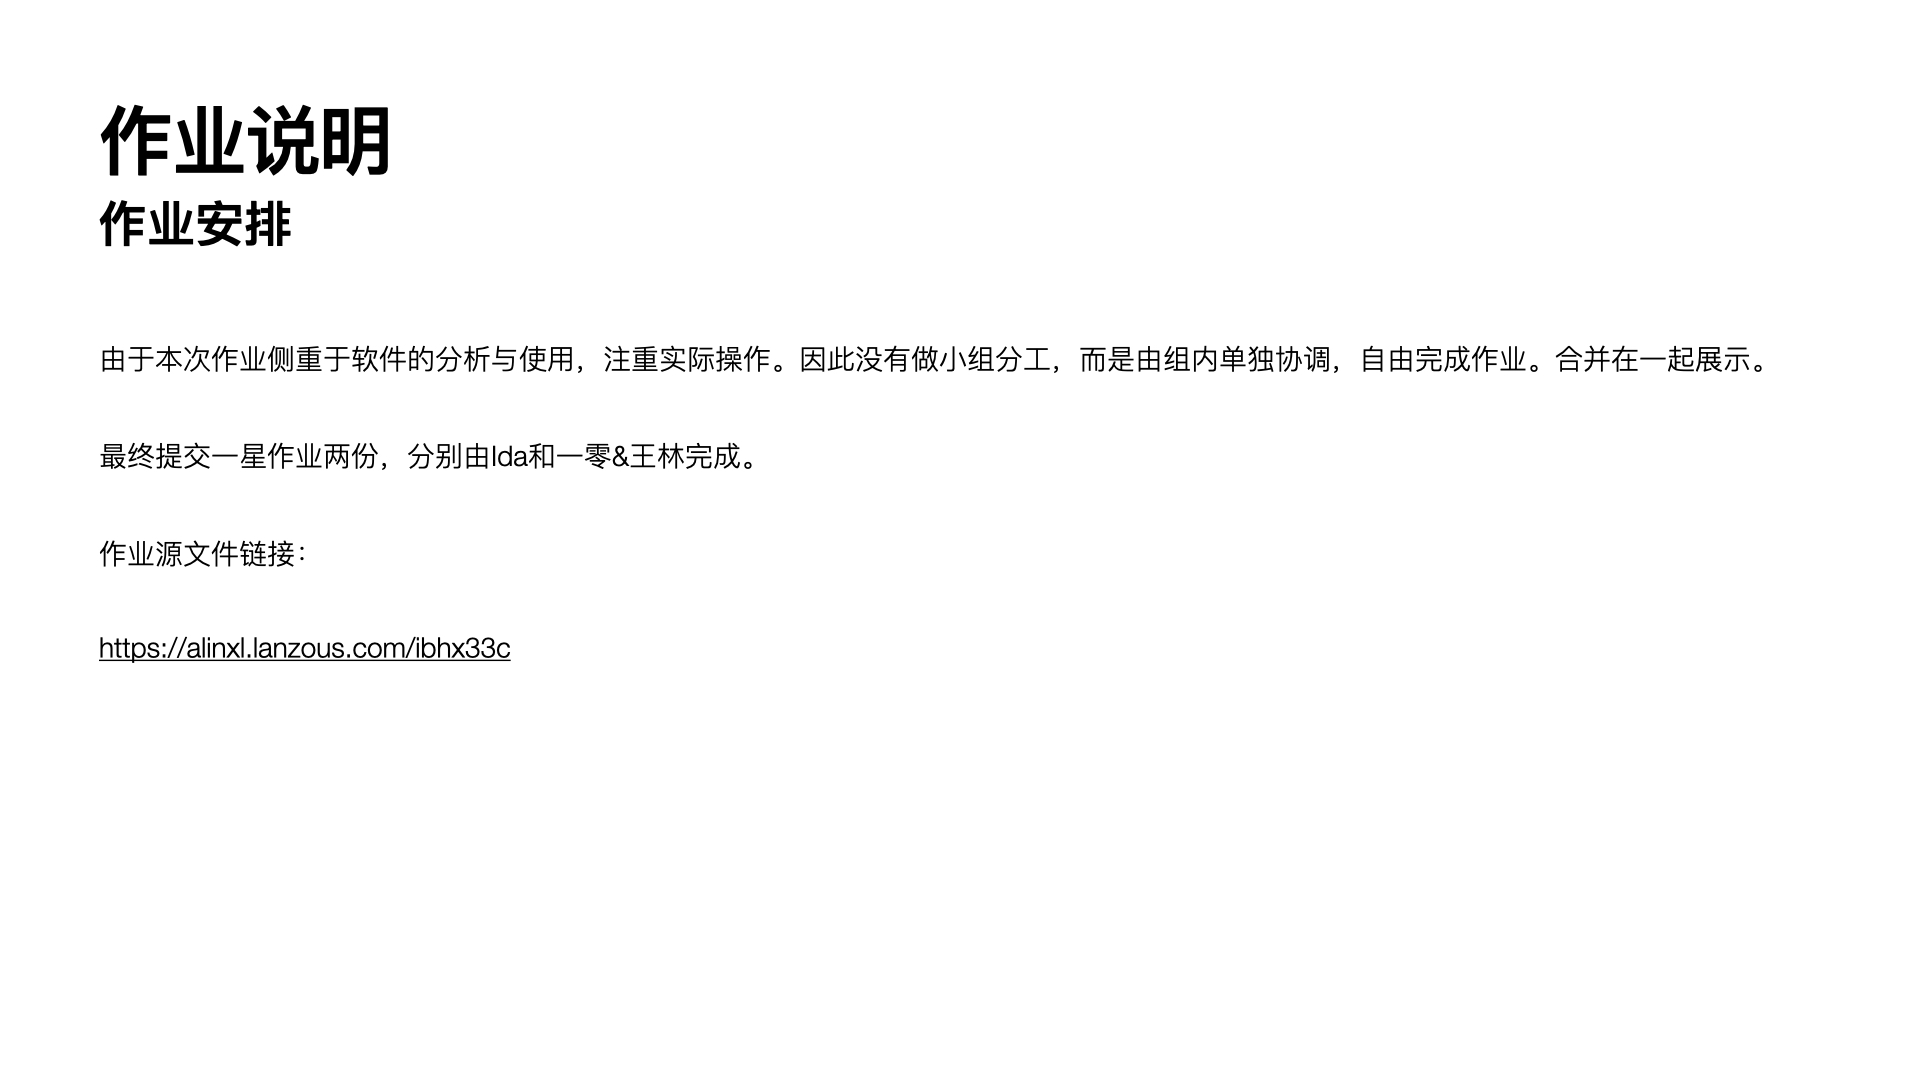 作业说明
作业安排
由于本次作业侧重于软件的分析与使用，注重实际操作。因此没有做小组分工，而是由组内单独协调，自由完成作业。合并在一起展示。
最终提交一星作业两份，分别由Ida和一零&王林完成。
作业源文件链接：
https://alinxl.lanzous.com/ibhx33c